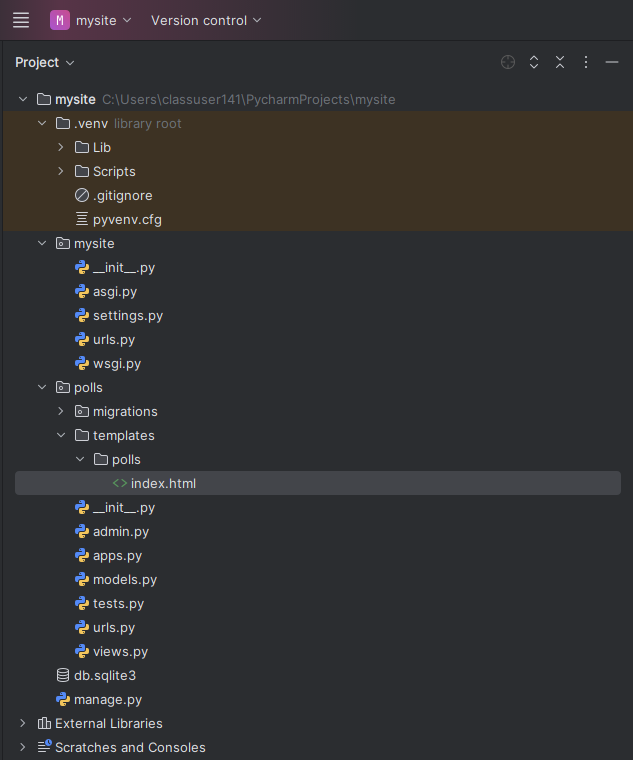 M mysite Version control
Project
mysite C:\Users\classuser141\PycharmProjects\mysite
.venv library root
Lib
Scripts
.gitignore
pyvenv.cfg
mysite
__init__.py
asgi.py
settings.py
urls.py
wsgi.py
polls
migrations
templates
polls
<> index.html
__init__.py
admin.py
apps.py
models.py
tests.py
urls.py
views.py
db.sqlite3
manage.py
External Libraries
Scratches and Consoles